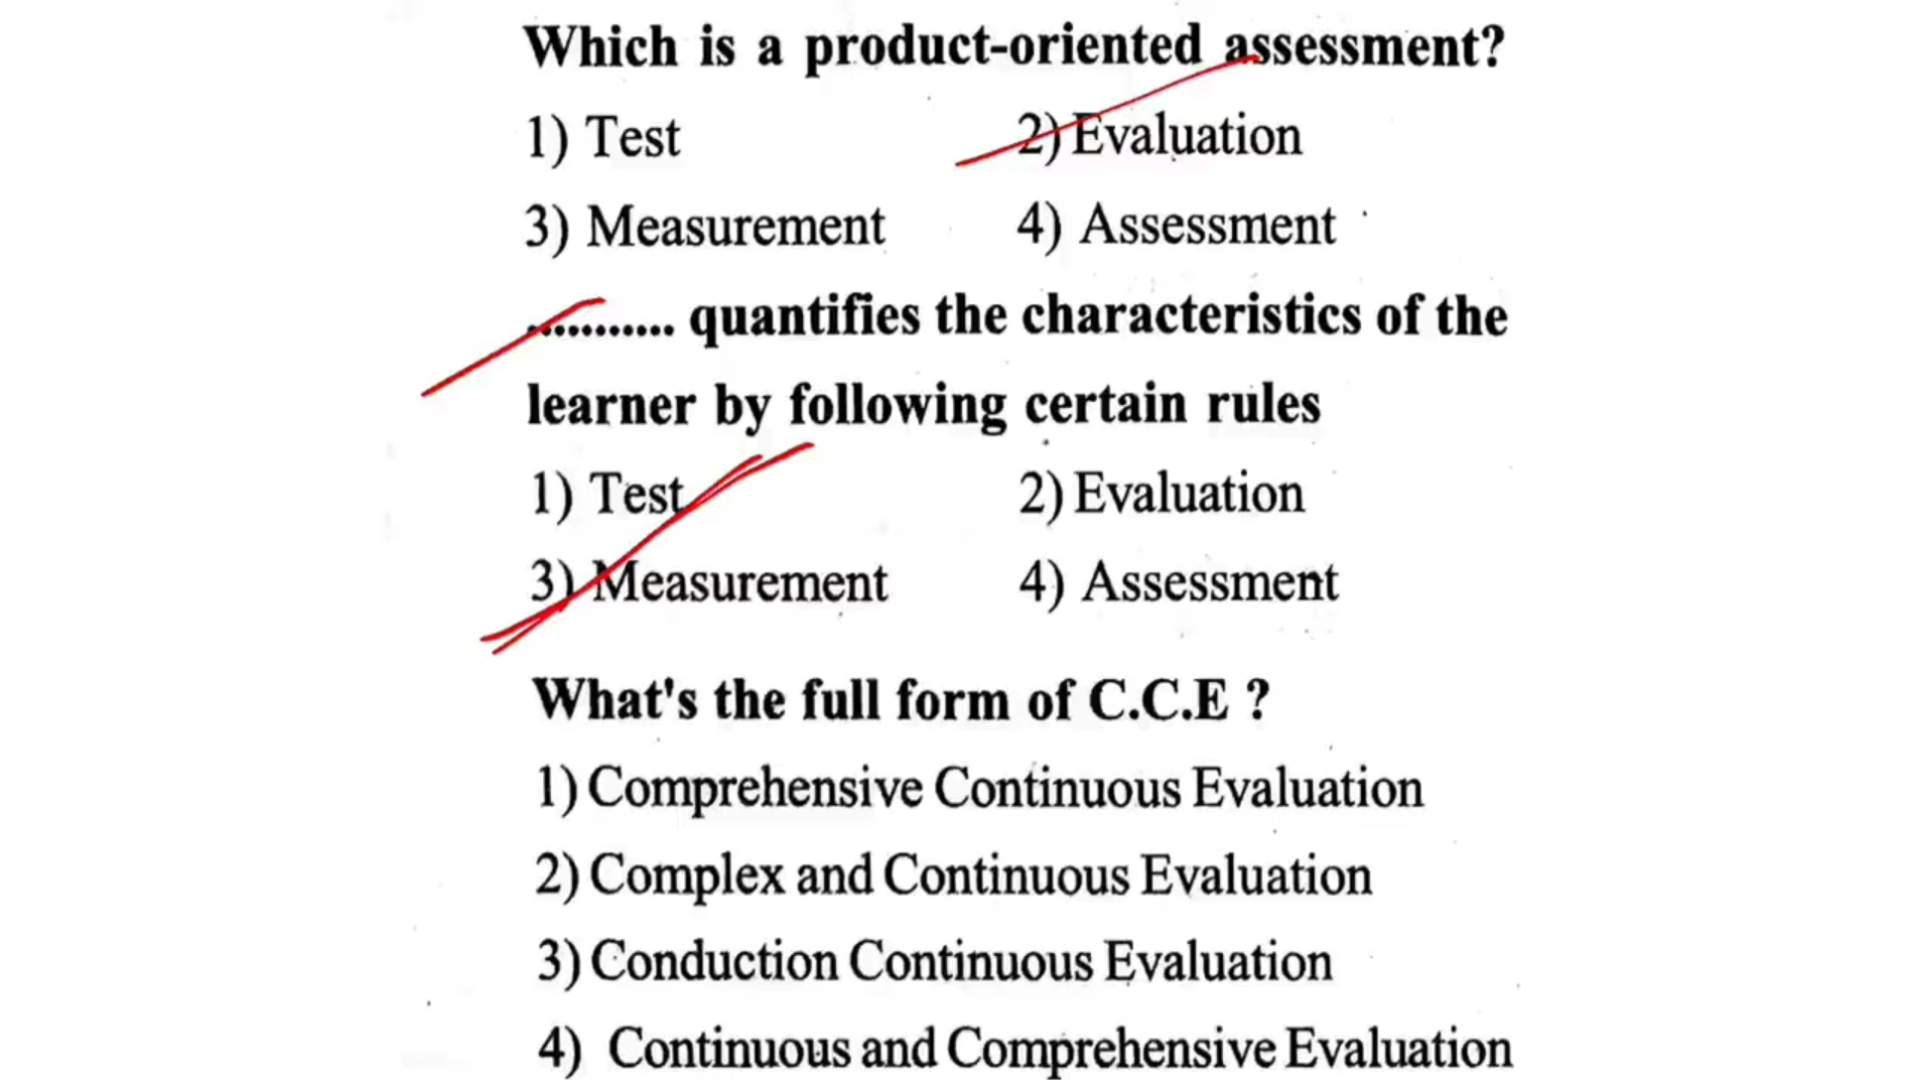 Which is a product-oriented assessment?
1) Test 2) Evaluation
3) Measurement 4) Assessment
........... quantifies the characteristics of the
learner by following certain rules
1) Test 2) Evaluation
3) Measurement 4) Assessment
What's the full form of C.C.E ?
1) Comprehensive Continuous Evaluation
2) Complex and Continuous Evaluation
3) Conduction Continuous Evaluation
4) Continuous and Comprehensive Evaluation